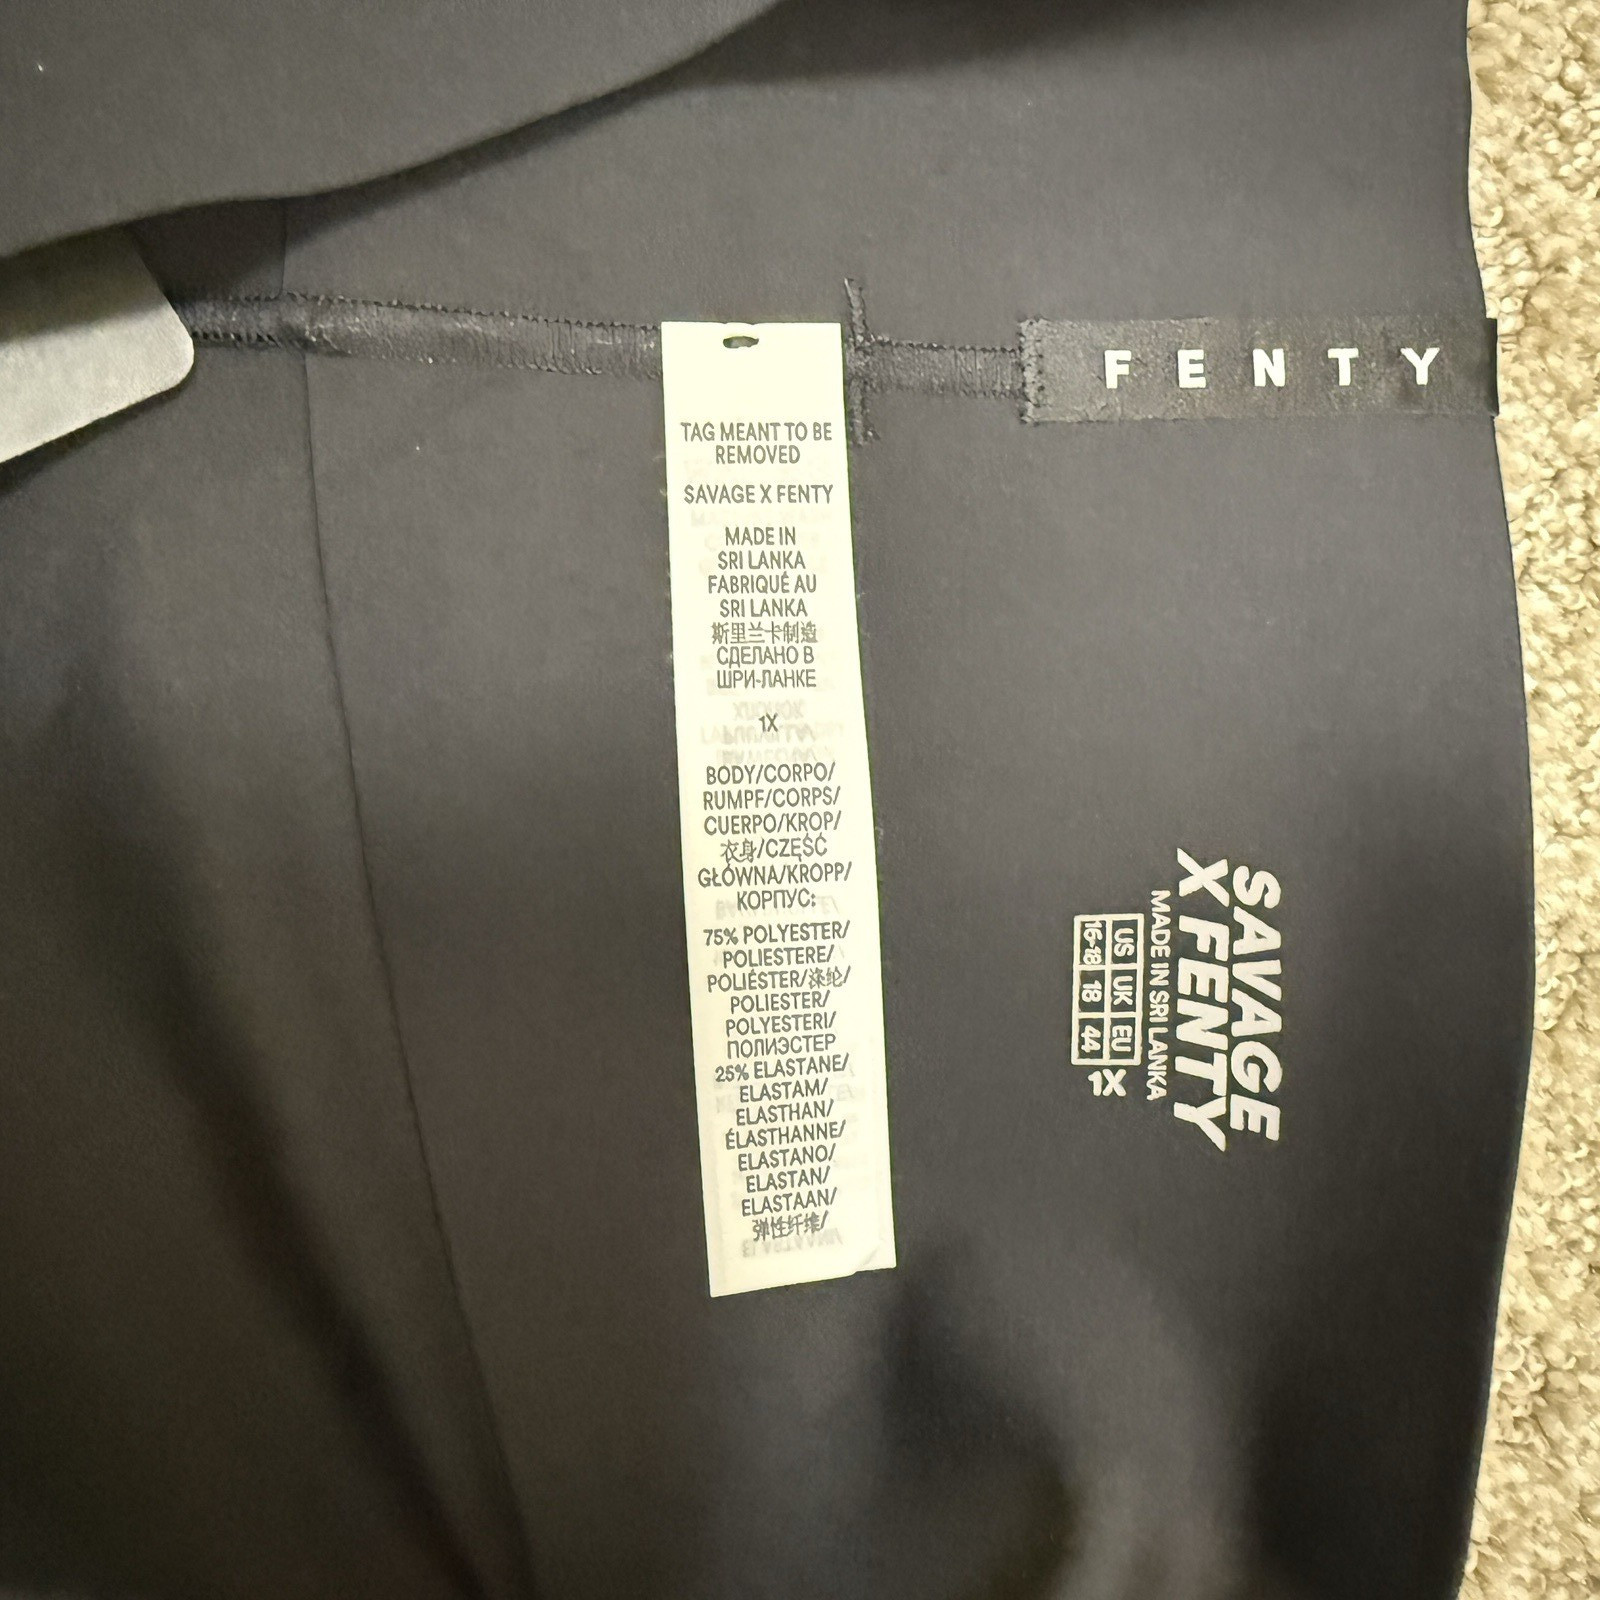 FENTY
TAG MEANT TO BE
REMOVED
SAVAGE X FENTY
MADE IN
SRI LANKA
FABRIQUÉ AU
SRI LANKA
斯里兰卡制造
СДЕЛАНО В
ШРИ-ЛАНКЕ
1X
BODY/CORPO/
RUMPF/CORPS/
CUERPO/KROP/
衣身/CZĘŚĆ
GŁÓWNA/KROPP/
КОРПУС:
75% POLYESTER/
POLIESTERE/
POLIÉSTER/涤纶/
POLIESTER/
POLYESTERI/
ПОЛИЭСТЕР
25% ELASTANE/
ELASTAM/
ELASTHAN/
ÉLASTHANNE/
ELASTANO/
ELASTAN/
ELASTAAN/
弹性纤维/
SAVAGE
X FENTY
MADE IN SRI LANKA
US UK EU
16-18 18 44
1X